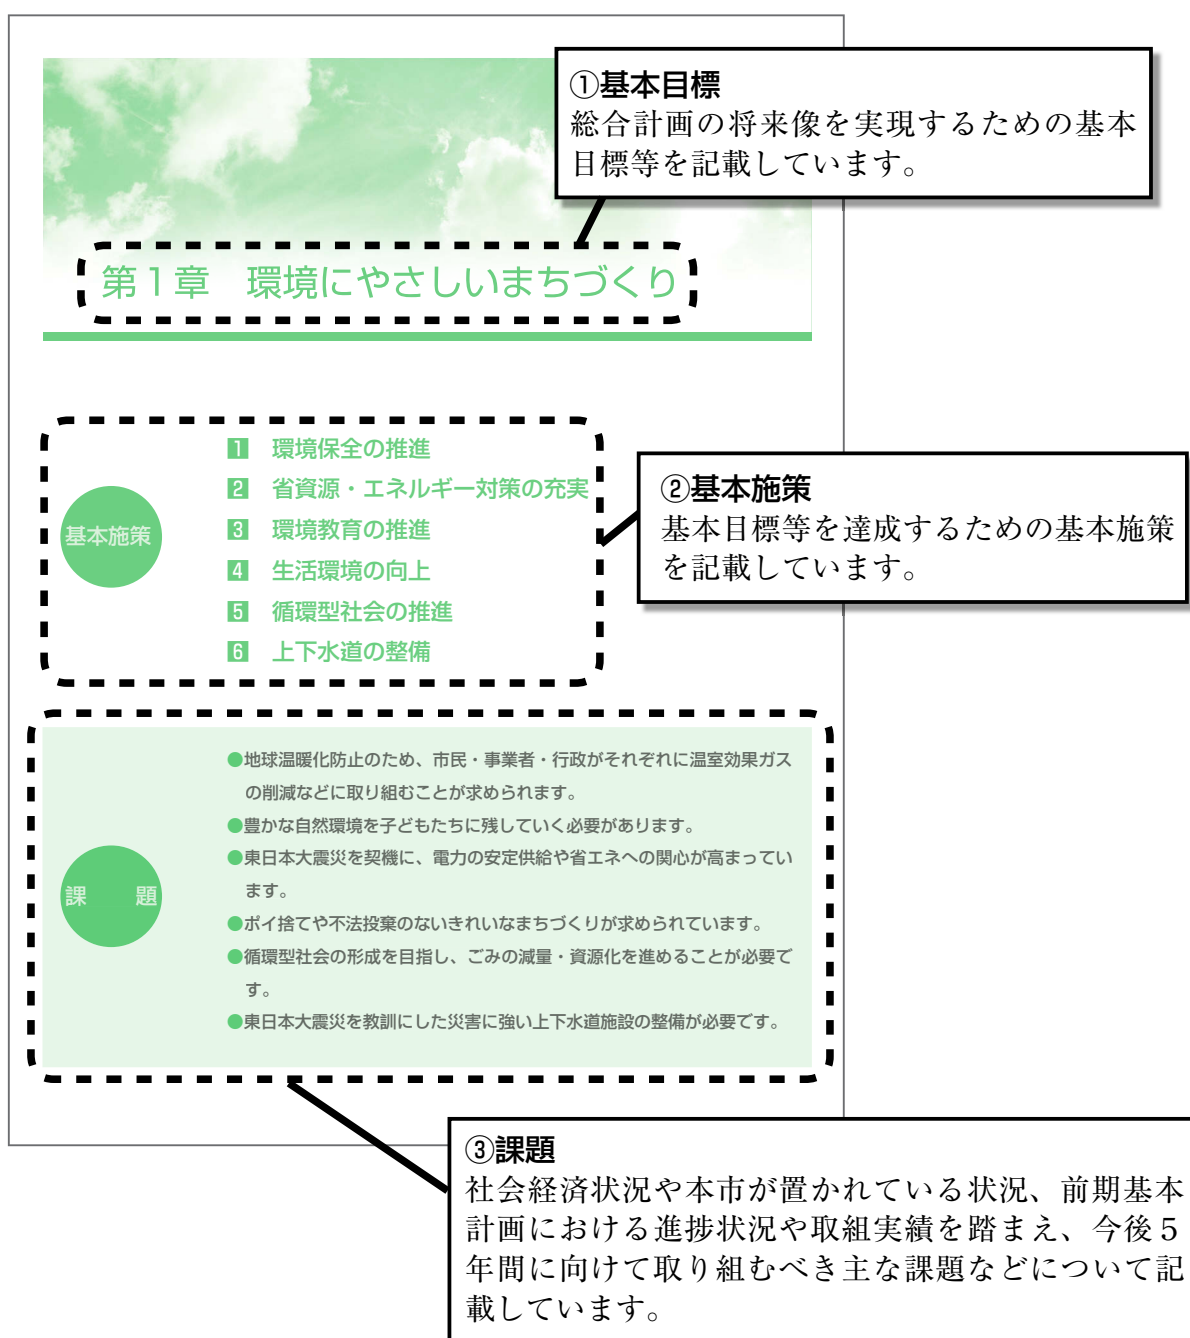 ①基本目標
総合計画の将来像を実現するための基本
目標等を記載しています。
第1章　環境にやさしいまちづくり
基本施策
1　環境保全の推進
2　省資源・エネルギー対策の充実
3　環境教育の推進
4　生活環境の向上
5　循環型社会の推進
6　上下水道の整備
②基本施策
基本目標等を達成するための基本施策
を記載しています。
課　題
●地球温暖化防止のため、市民・事業者・行政がそれぞれに温室効果ガス
の削減などに取り組むことが求められます。
●豊かな自然環境を子どもたちに残していく必要があります。
●東日本大震災を契機に、電力の安定供給や省エネへの関心が高まってい
ます。
●ポイ捨てや不法投棄のないきれいなまちづくりが求められています。
●循環型社会の形成を目指し、ごみの減量・資源化を進めることが必要で
す。
●東日本大震災を教訓にした災害に強い上下水道施設の整備が必要です。
③課題
社会経済状況や本市が置かれている状況、前期基本
計画における進捗状況や取組実績を踏まえ、今後５
年間に向けて取り組むべき主な課題などについて記
載しています。